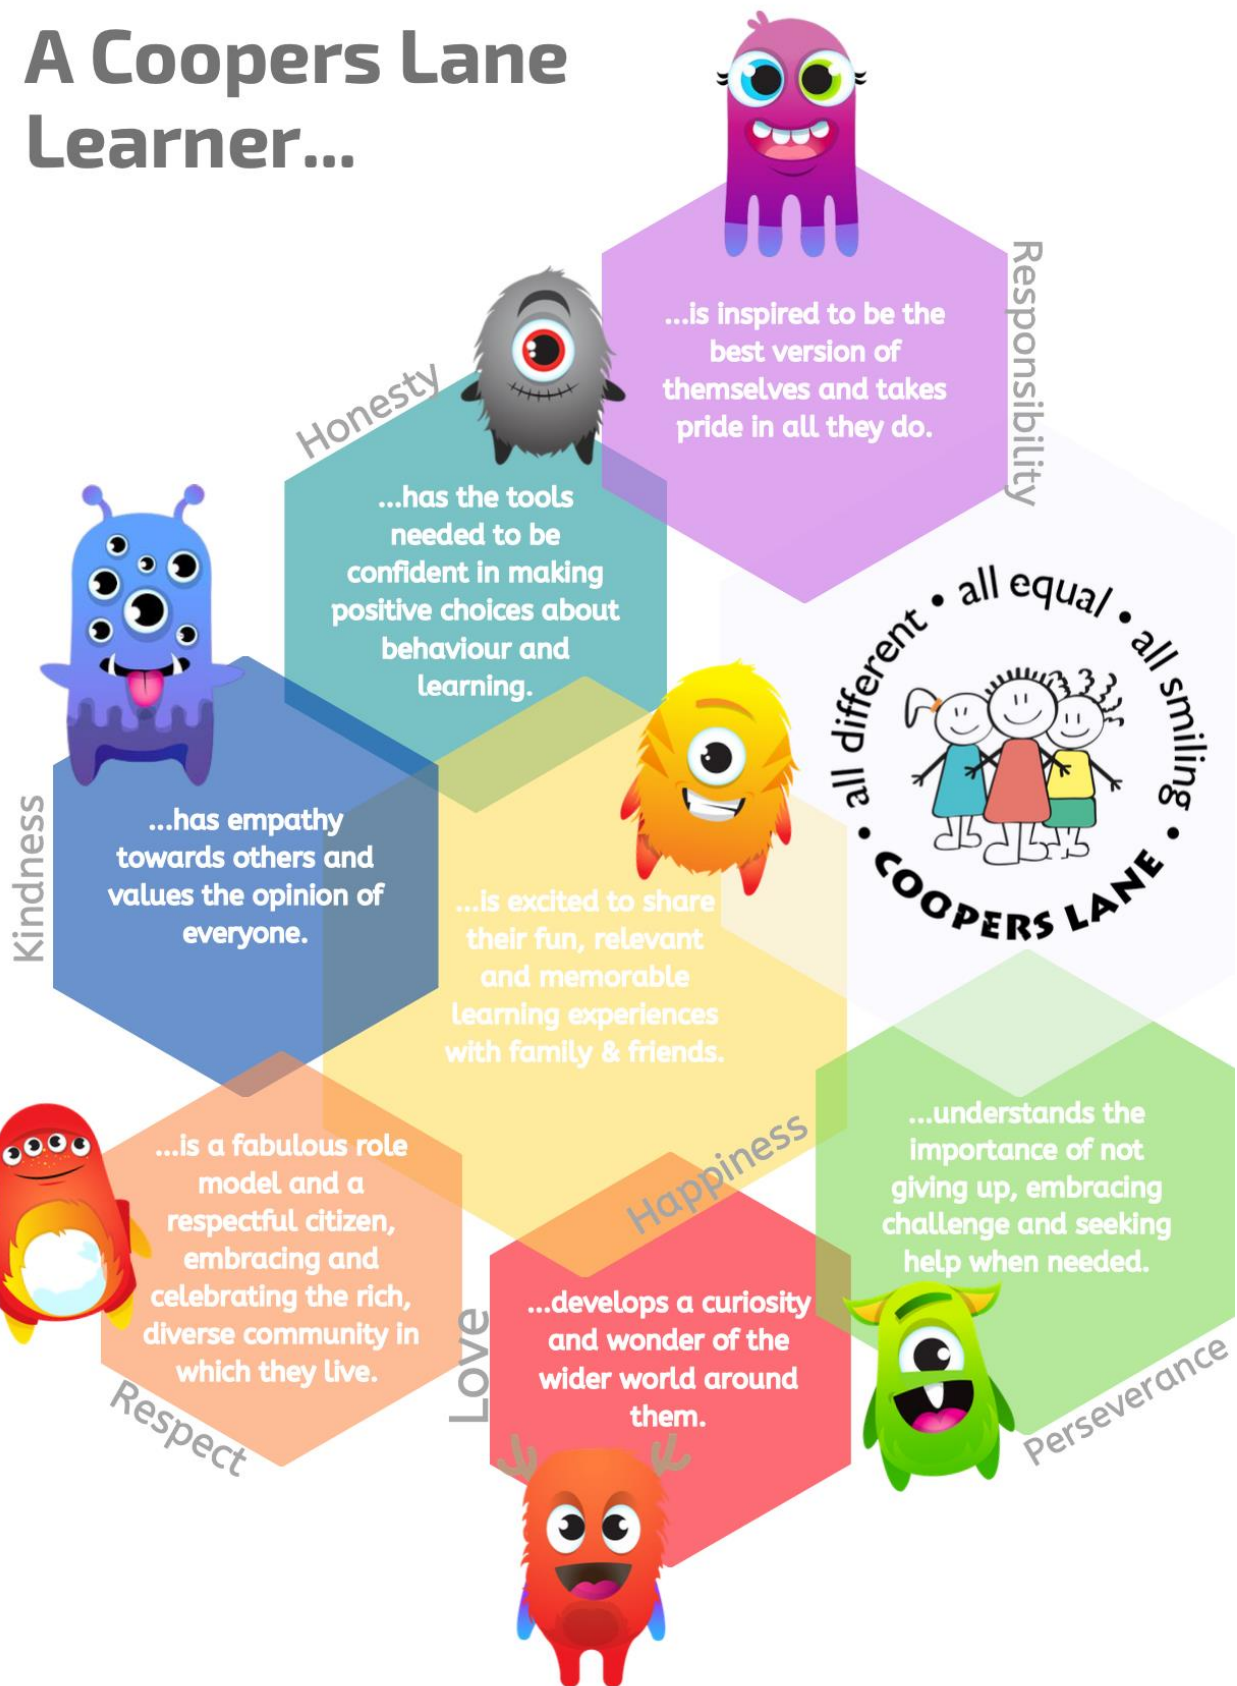 A Coopers Lane
Learner...
Responsibility
...is inspired to be the
best version of
themselves and takes
pride in all they do.
Honesty
...has the tools
needed to be
confident in making
positive choices about
behaviour and
learning.
• all different • all equal • all smiling •
COOPERS LANE
Kindness
...has empathy
towards others and
values the opinion of
everyone.
...is excited to share
their fun, relevant
and memorable
learning experiences
with family & friends.
Happiness
...understands the
importance of not
giving up, embracing
challenge and seeking
help when needed.
Perseverance
...is a fabulous role
model and a
respectful citizen,
embracing and
celebrating the rich,
diverse community in
which they live.
Respect
Love
...develops a curiosity
and wonder of the
wider world around
them.